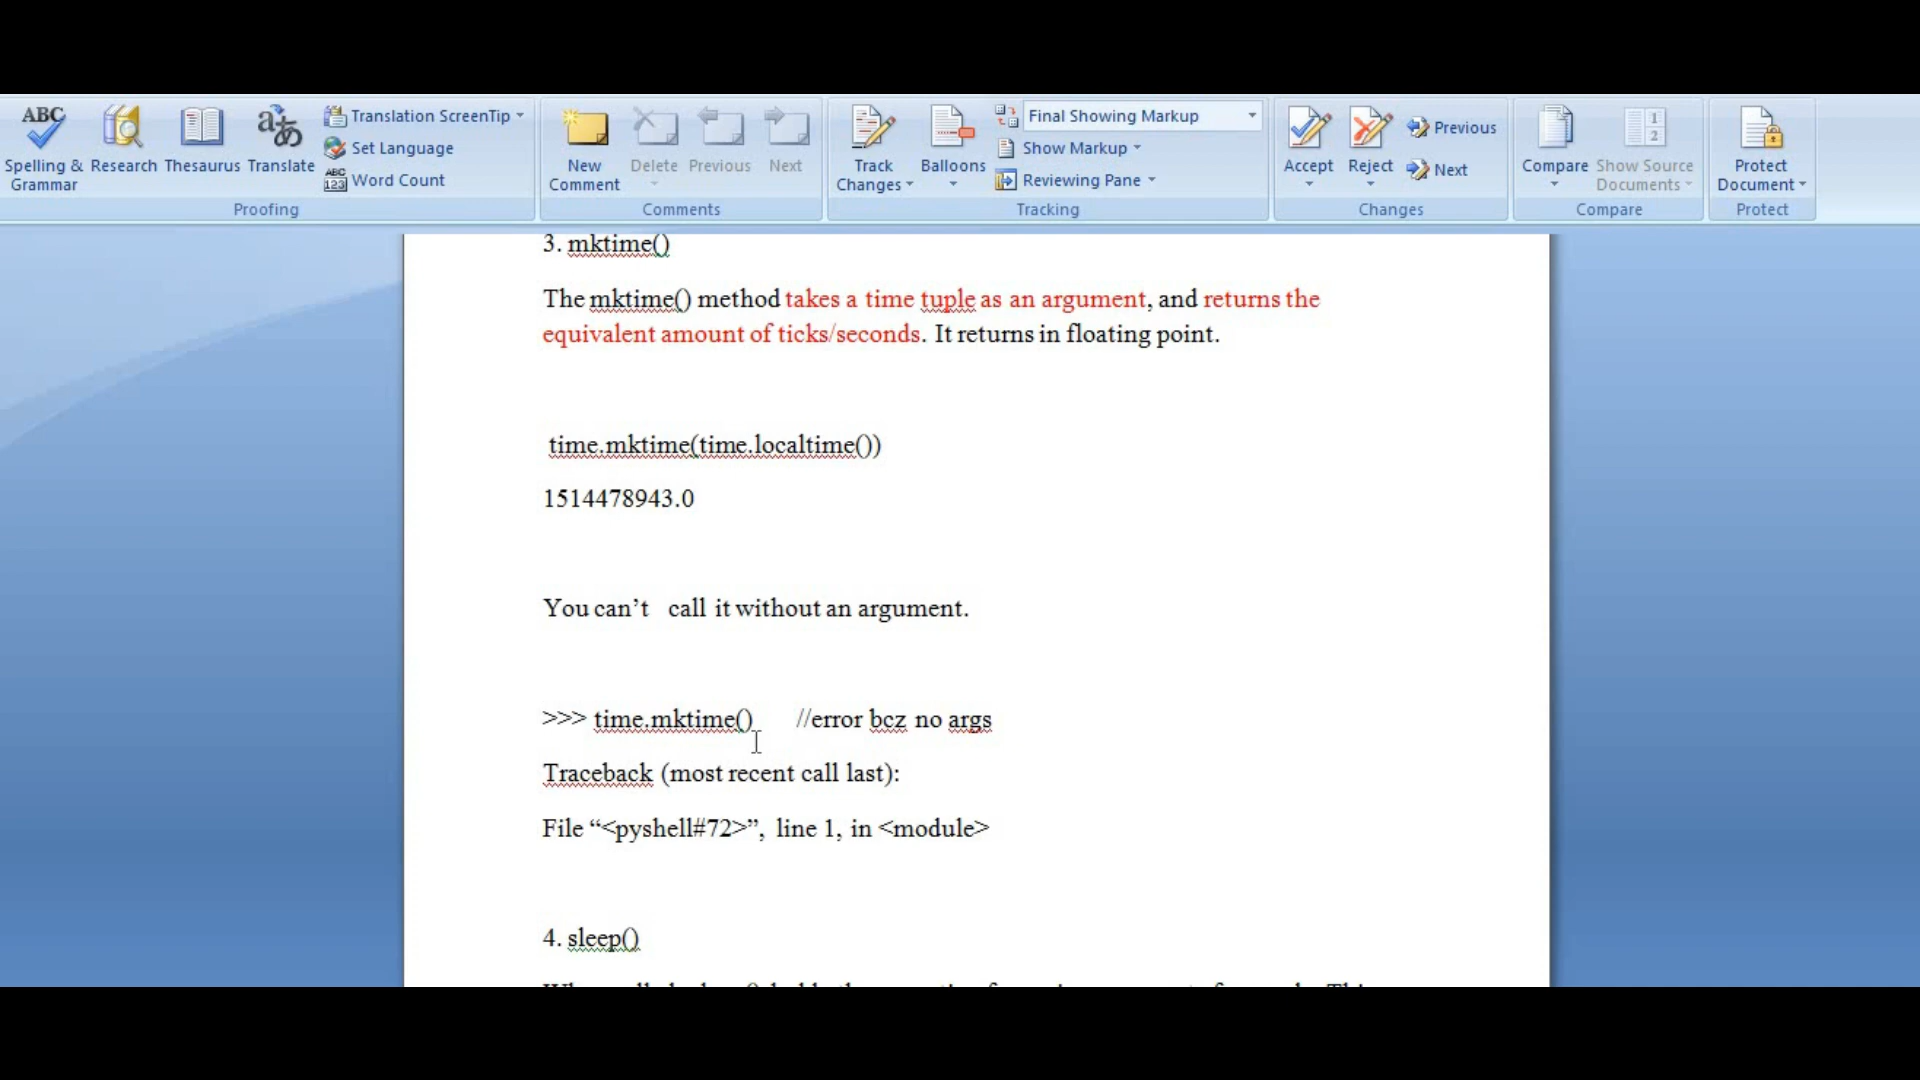 ABC
Spelling &
Grammar
Research
Thesaurus
Translate
Translation ScreenTip
Set Language
ABC
123
Word Count
Proofing
New
Comment
Delete
Previous
Next
Comments
Track
Changes
Balloons
Final Showing Markup
Show Markup
Reviewing Pane
Tracking
Accept
Reject
Previous
Next
Changes
Compare
1
2
Show Source
Documents
Compare
Protect
Document
Protect
3. mktime()
The mktime() method takes a time tuple as an argument, and returns the
equivalent amount of ticks/seconds. It returns in floating point.
time.mktime(time.localtime())
1514478943.0
You can’t call it without an argument.
>>> time.mktime() //error bcz no args
Traceback (most recent call last):
File “<pyshell#72>”, line 1, in <module>
4. sleep()